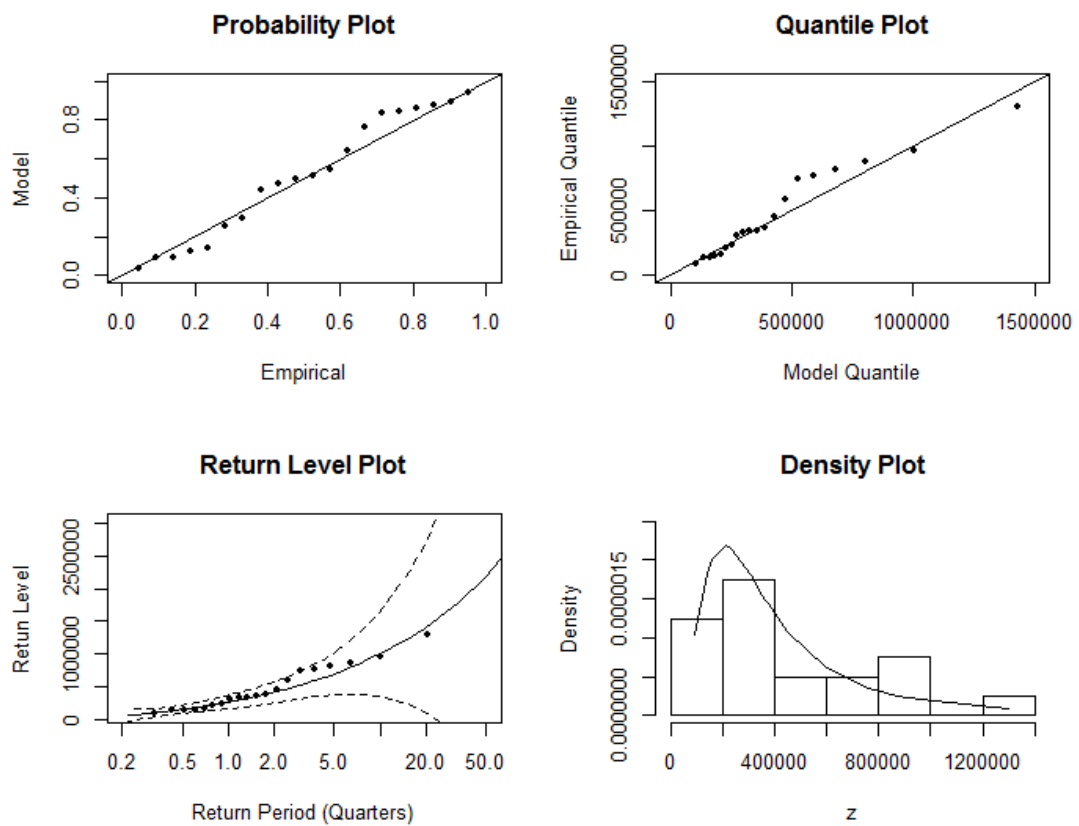 Probability Plot
Model
0.0 0.4 0.8
0.0 0.2 0.4 0.6 0.8 1.0
Empirical
Quantile Plot
Empirical Quantile
0 500000 1500000
0 500000 1000000 1500000
Model Quantile
Return Level Plot
Retun Level
0 1000000 2500000
0.2 0.5 1.0 2.0 5.0 20.0 50.0
Return Period (Quarters)
Density Plot
Density
0.0000000 0.0000015
0 400000 800000 1200000
z